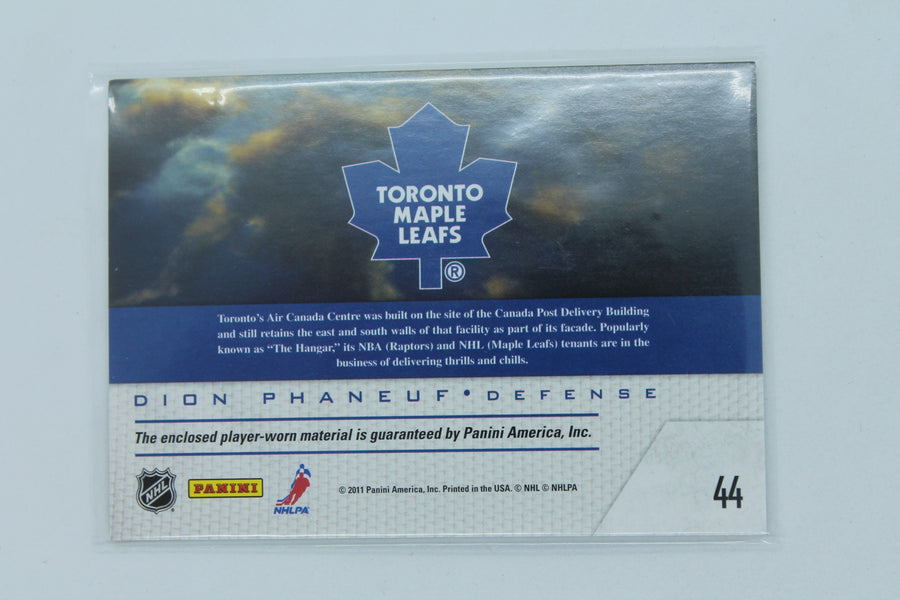 TORONTO
MAPLE
LEAFS
®
Toronto's Air Canada Centre was built on the site of the Canada Post Delivery Building
and still retains the east and south walls of that facility as part of its facade. Popularly
known as "The Hangar," its NBA (Raptors) and NHL (Maple Leafs) tenants are in the
business of delivering thrills and chills.
DION PHANEUF • DEFENSE
The enclosed player-worn material is guaranteed by Panini America, Inc.
NHL PANINI NHLPA
© 2011 Panini America, Inc. Printed in the USA. © NHL © NHLPA
44